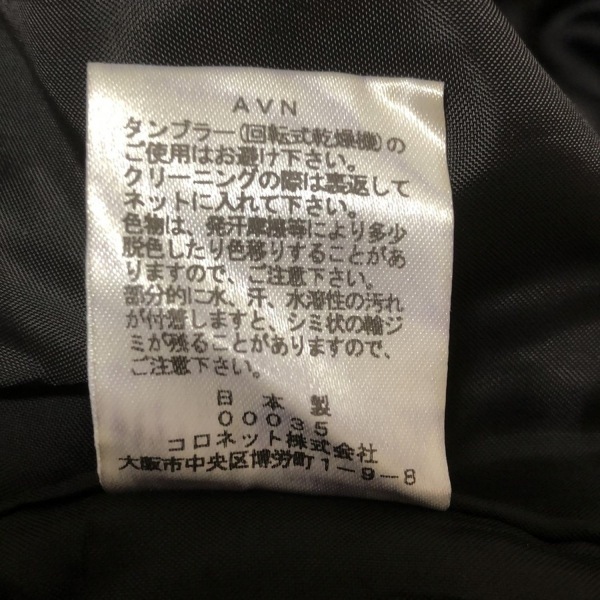 AVN
タンブラー(回転式乾燥機)の
ご使用はお避け下さい。
クリーニングの際は裏返して
ネットに入れて下さい。
色物は、発汗摩擦等により多少
脱色したり色移りすることがあ
りますので、ご注意下さい。
部分的に水、汗、水溶性の汚れ
が付着しますと、シミ状の輪ジ
ミが残ることがありますので、
ご注意下さい。
日本製
00035
コロネット株式会社
大阪市中央区博労町1-9-8